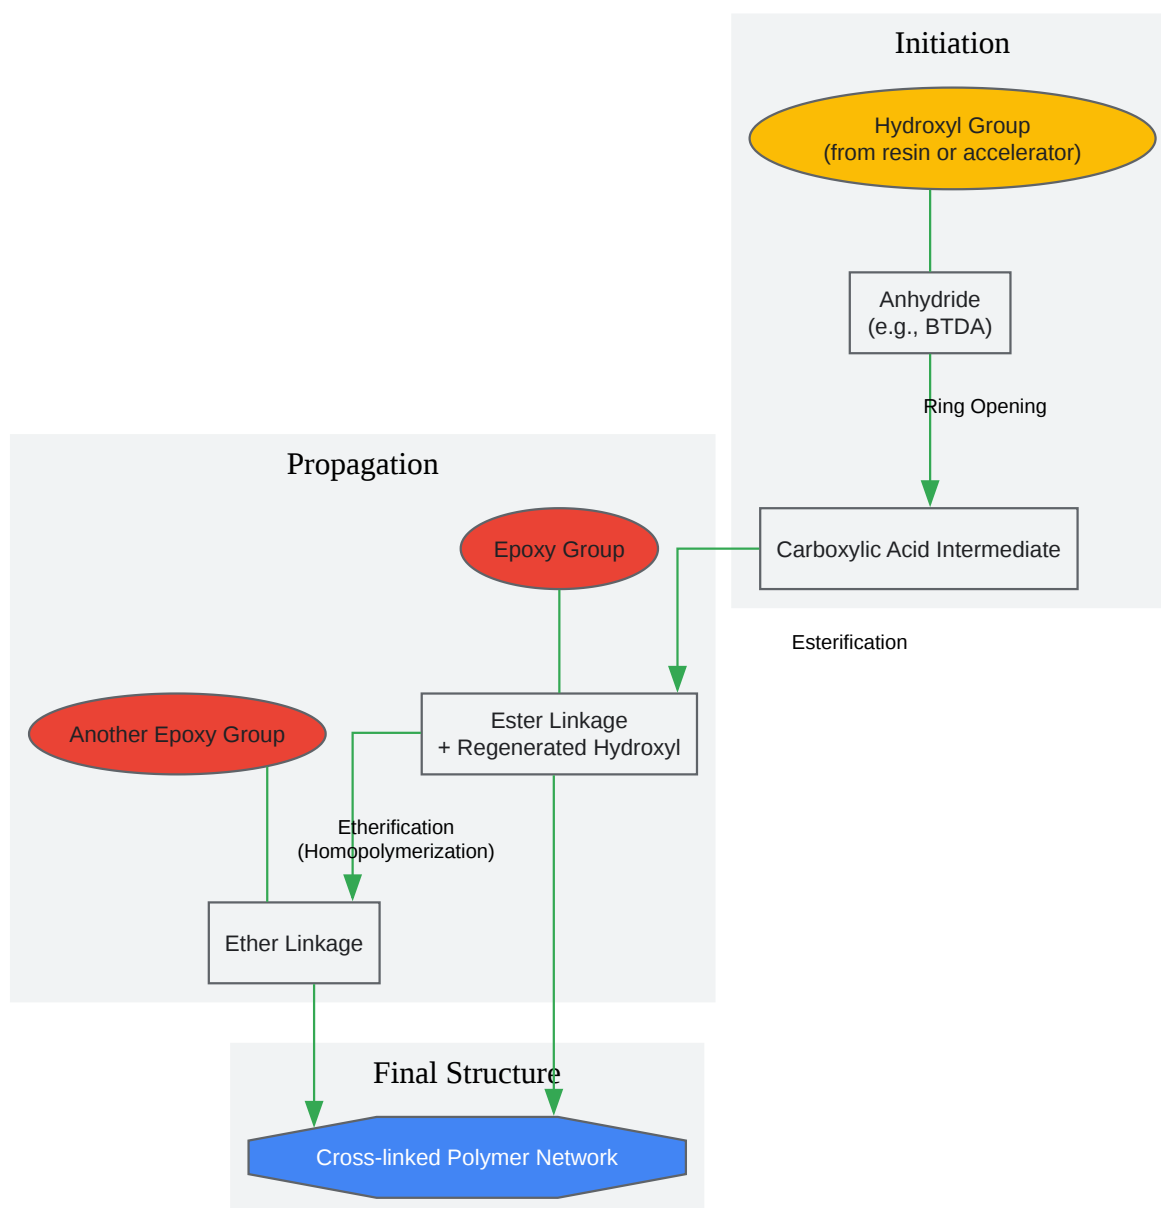 Initiation
Hydroxyl Group
(from resin or accelerator)
Anhydride
(e.g., BTDA)
Ring Opening
Carboxylic Acid Intermediate
Propagation
Epoxy Group
Esterification
Ester Linkage
+ Regenerated Hydroxyl
Another Epoxy Group
Etherification
(Homopolymerization)
Ether Linkage
Final Structure
Cross-linked Polymer Network